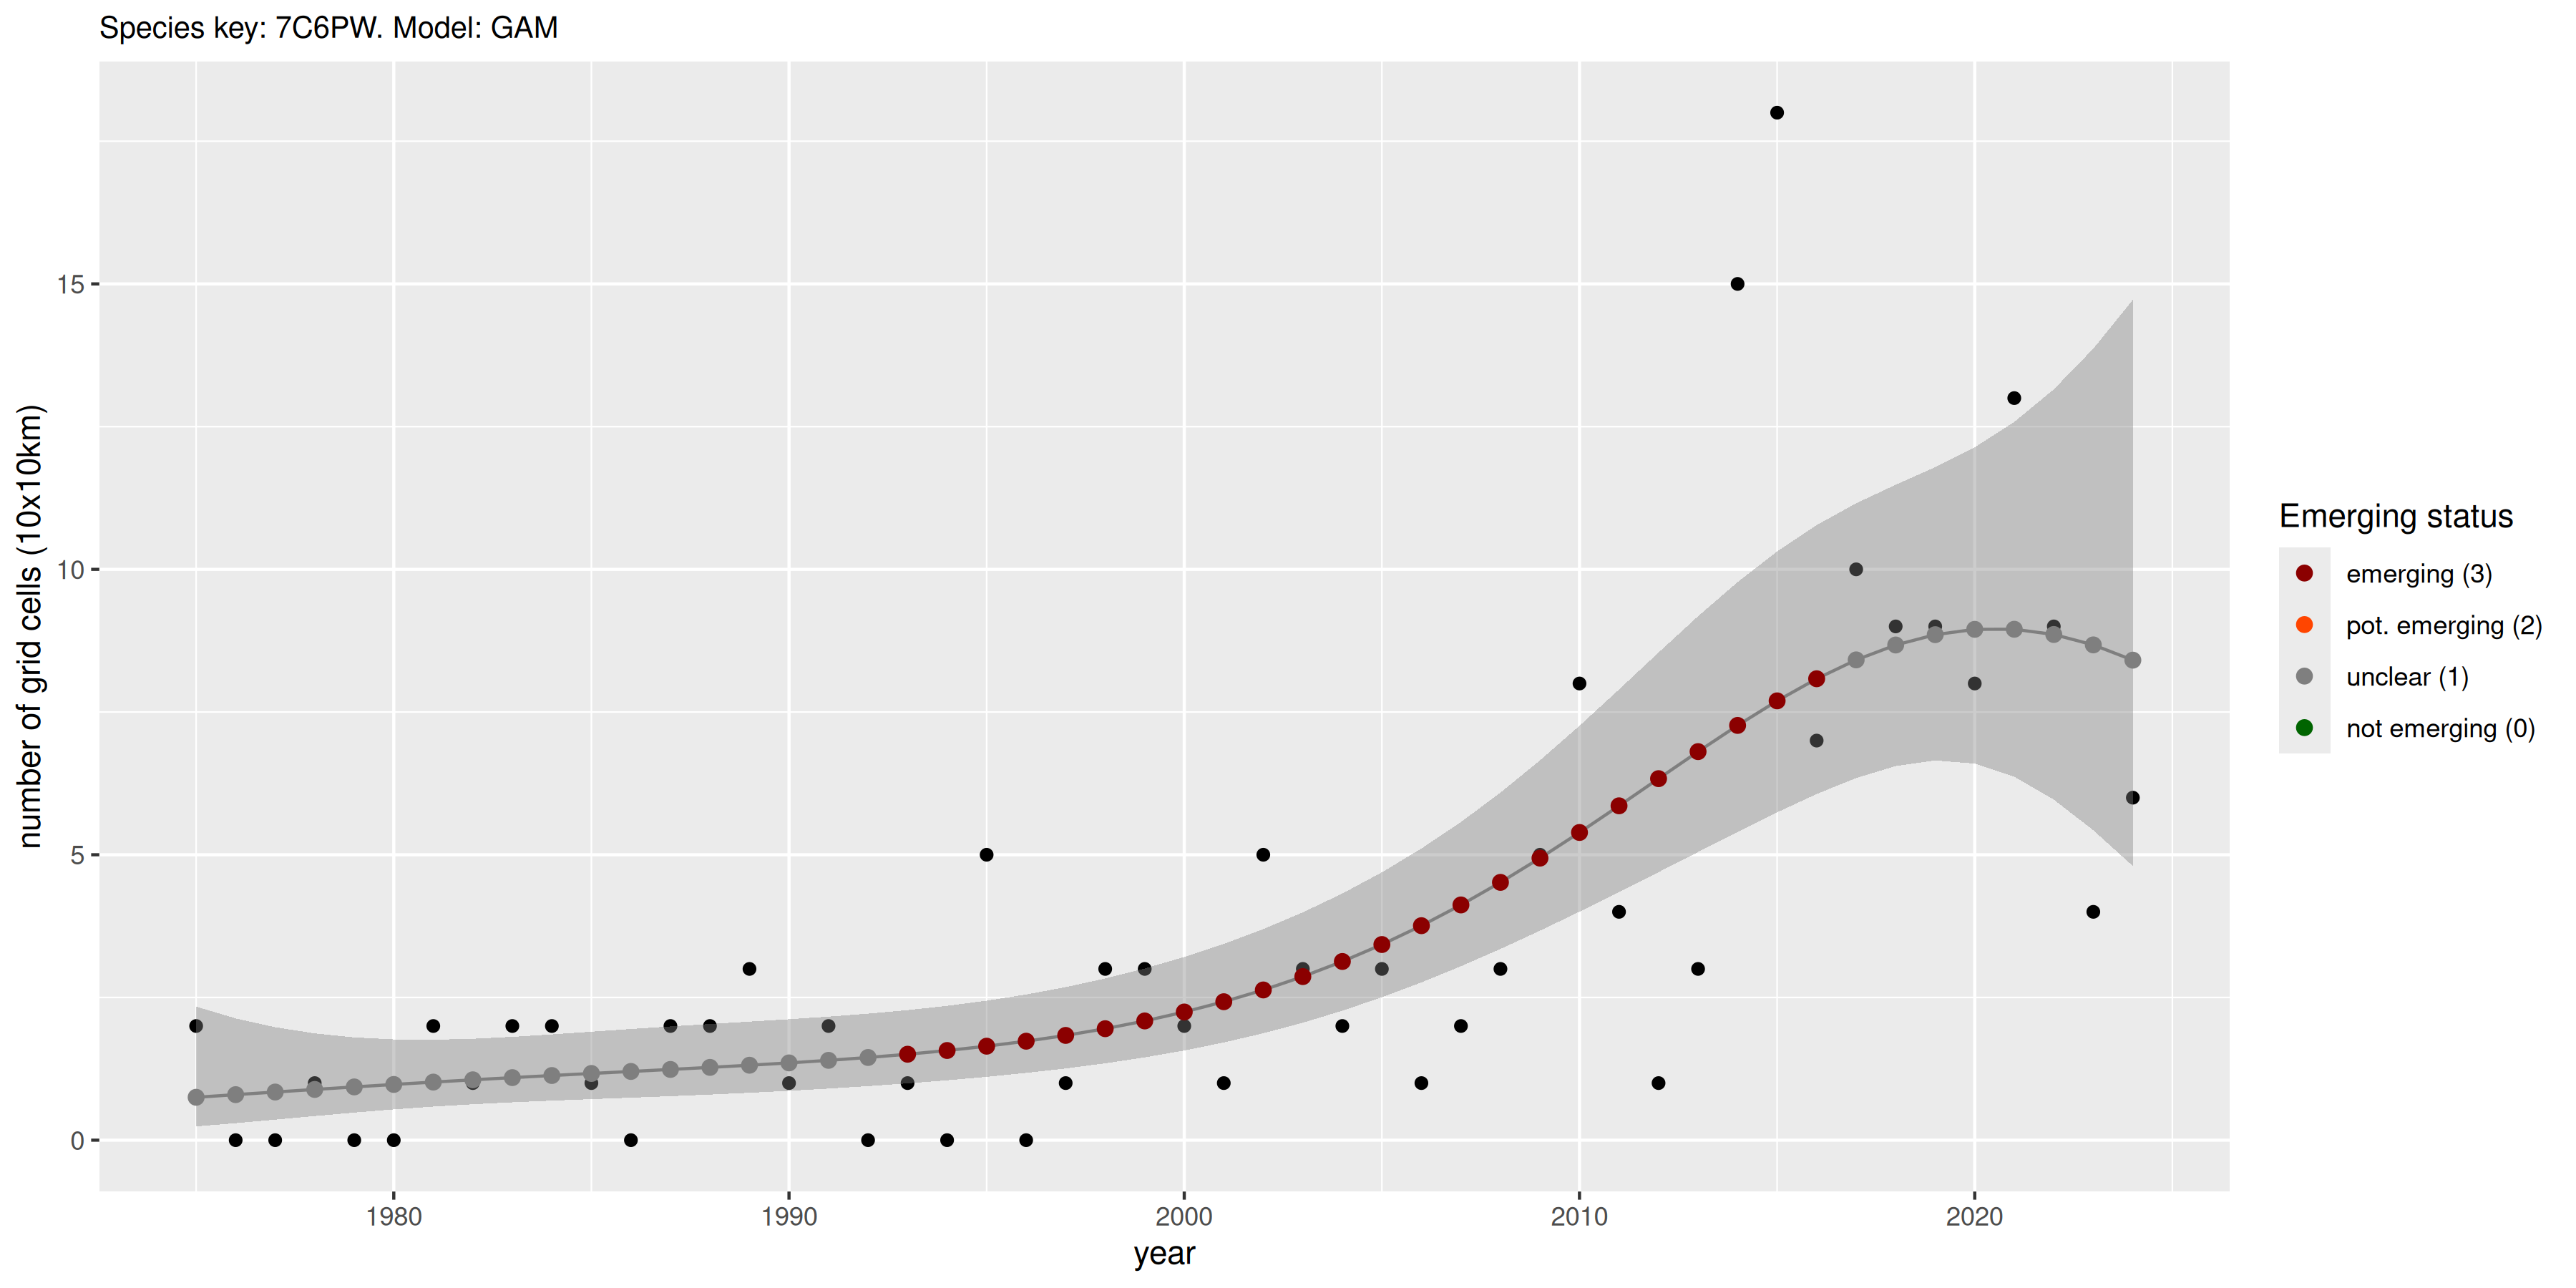 Species key: 7C6PW. Model: GAM
number of grid cells (10x10km)
15
10
5
0
1980
1990
2000
2010
2020
year
Emerging status
emerging (3)
pot. emerging (2)
unclear (1)
not emerging (0)